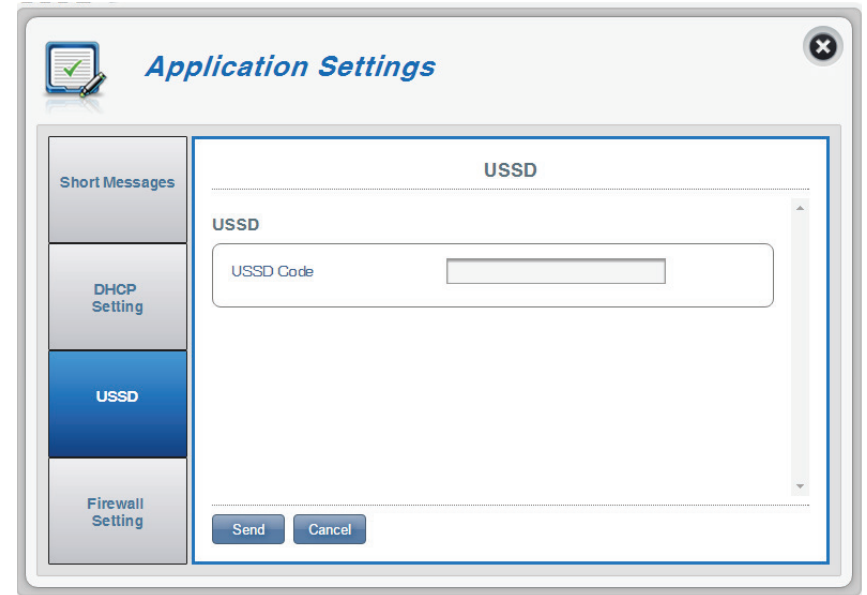 Application Settings
Short Messages
DHCP
Setting
USSD
Firewall
Setting
USSD
USSD
USSD Code
Send
Cancel